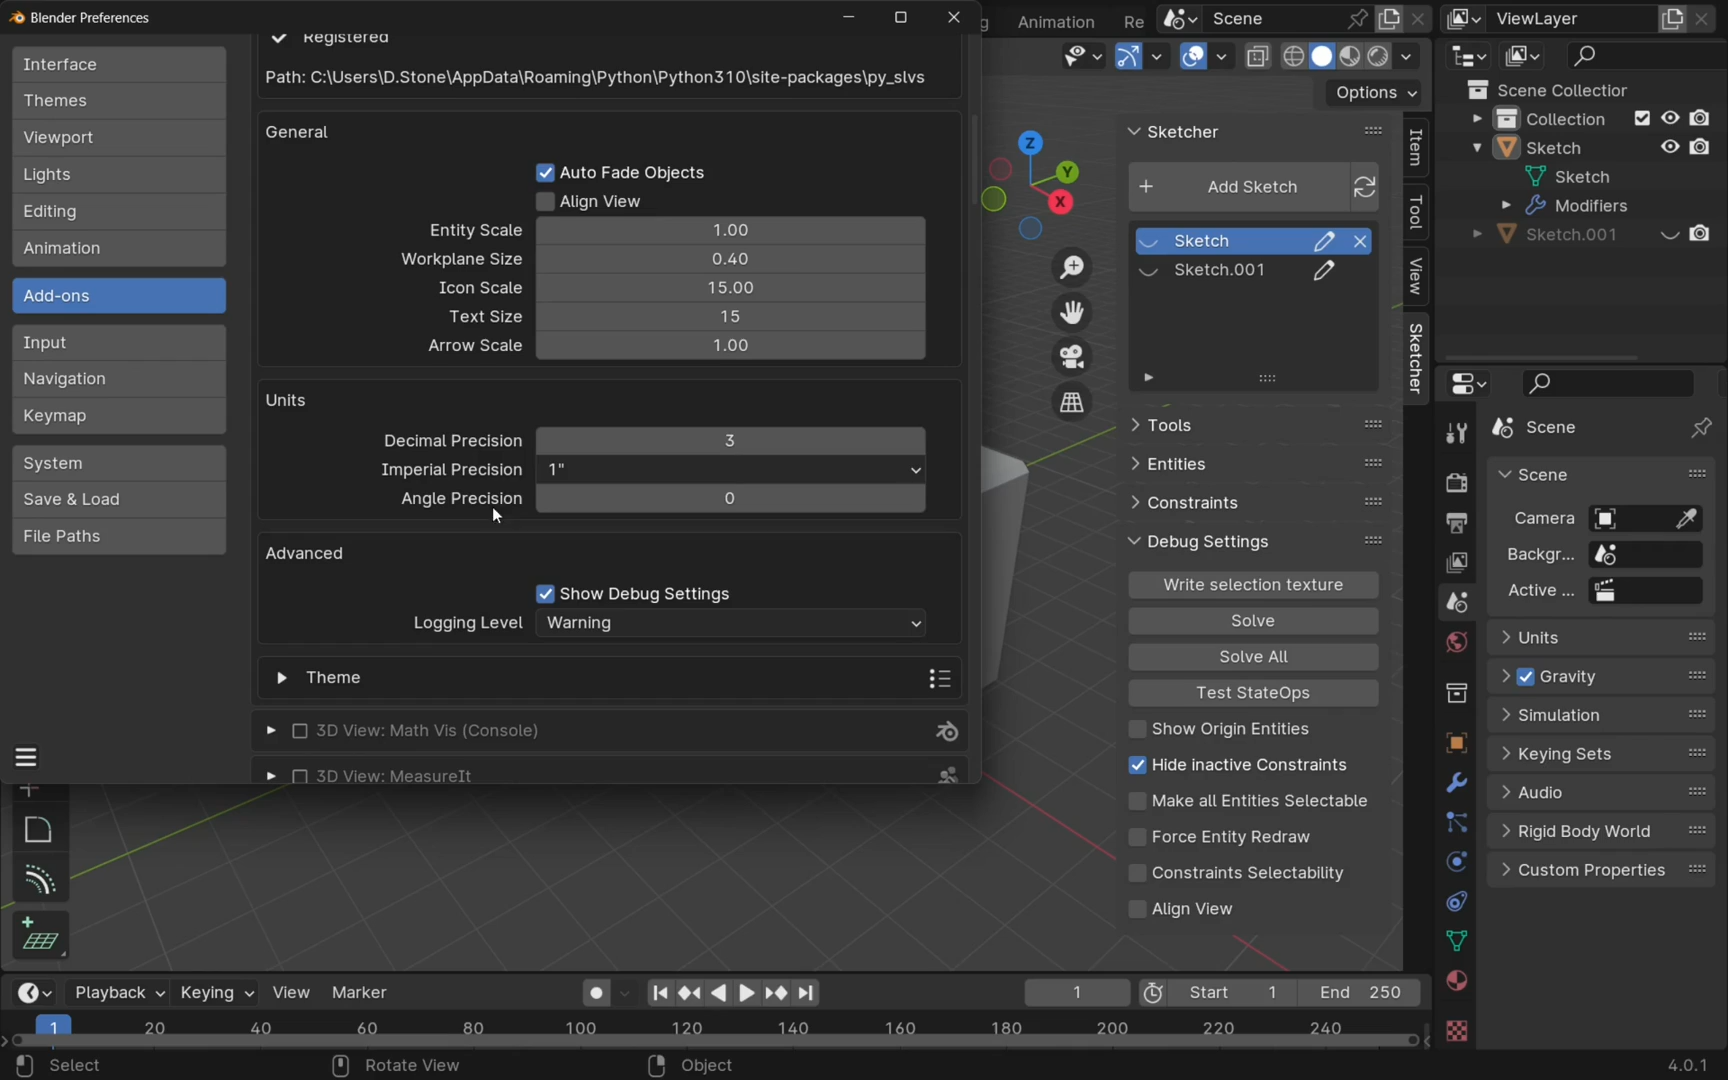 Blender Preferences
Interface
Themes
Viewport
Lights
Editing
Animation
Add-ons
Input
Navigation
Keymap
System
Save & Load
File Paths
Registered
Path: C:\Users\D.Stone\AppData\Roaming\Python\Python310\site-packages\py_slvs
General
Auto Fade Objects
Align View
Entity Scale 1.00
Workplane Size 0.40
Icon Scale 15.00
Text Size 15
Arrow Scale 1.00
Units
Decimal Precision 3
Imperial Precision 1"
Angle Precision 0
Advanced
Show Debug Settings
Logging Level Warning
Theme
3D View: Math Vis (Console)
3D View: MeasureIt
Animation Re
Scene
ViewLayer
Options
Z
Y
X
Sketcher
Add Sketch
Sketch
Sketch.001
Tools
Entities
Constraints
Debug Settings
Write selection texture
Solve
Solve All
Test StateOps
Show Origin Entities
Hide inactive Constraints
Make all Entities Selectable
Force Entity Redraw
Constraints Selectability
Align View
Item
Tool
View
Sketcher
Scene Collectior
Collection
Sketch
Sketch
Modifiers
Sketch.001
Scene
Scene
Camera
Backgr...
Active ...
Units
Gravity
Simulation
Keying Sets
Audio
Rigid Body World
Custom Properties
Playback Keying View Marker
1 Start 1 End 250
1 20 40 60 80 100 120 140 160 180 200 220 240
Select Rotate View Object 4.0.1